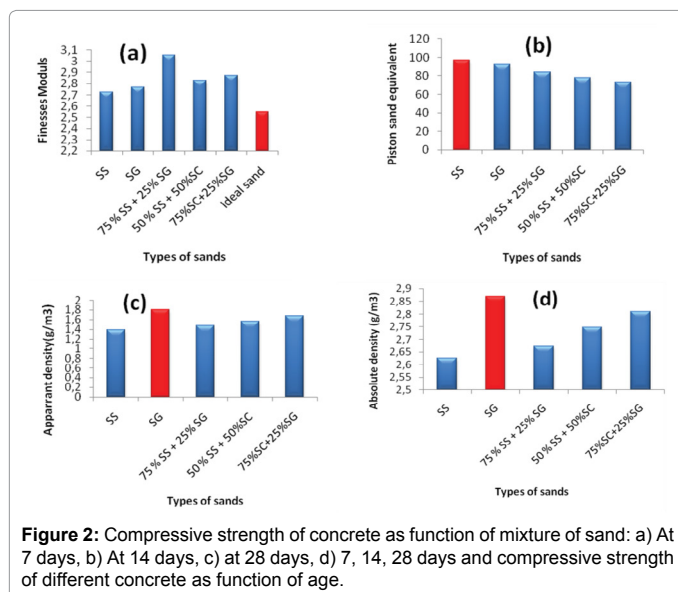 (a)
Finesses Moduls
3,1
3
2,9
2,8
2,7
2,6
2,5
2,4
2,3
2,2
SS
SG
75 % SS + 25% SG
50 % SS + 50%SC
75%SC+25%SG
Ideal sand
Types of sands
(b)
Piston sand equivalent
120
100
80
60
40
20
0
SS
SG
75 % SS + 25% SG
50 % SS + 50%SC
75%SC+25%SG
Types of sands
(c)
Apparrant density(g/m3)
2
1,8
1,6
1,4
1,2
1
0,8
0,6
0,4
0,2
0
SS
SG
75 % SS + 25% SG
50 % SS + 50%SC
75%SC+25%SG
Types of sands
(d)
Absolute density (g/m3)
2,9
2,85
2,8
2,75
2,7
2,65
2,6
2,55
2,5
SS
SG
75 % SS + 25% SG
50 % SS + 50%SC
75%SC+25%SG
Types of sands
Figure 2: Compressive strength of concrete as function of mixture of sand: a) At
7 days, b) At 14 days, c) at 28 days, d) 7, 14, 28 days and compressive strength
of different concrete as function of age.